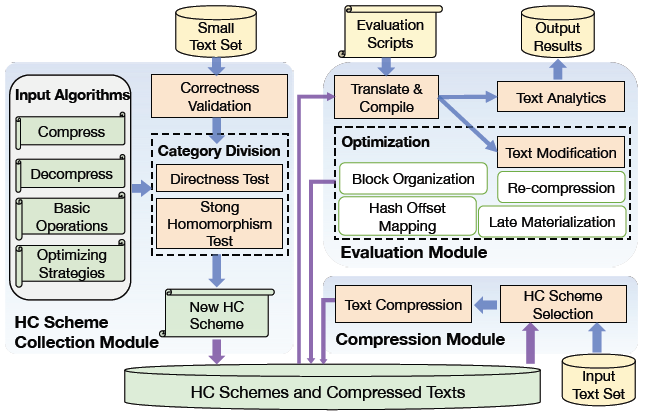 Small
Text Set
Evaluation
Scripts
Output
Results
Input Algorithms
Compress
Decompress
Basic
Operations
Optimizing
Strategies
Correctness
Validation
Category Division
Directness Test
Stong
Homomorphism
Test
New HC
Scheme
HC Scheme
Collection Module
Translate &
Compile
Text Analytics
Optimization
Text Modification
Block Organization
Re-compression
Hash Offset
Mapping
Late Materialization
Evaluation Module
Text Compression
HC Scheme
Selection
Compression Module
Input
Text Set
HC Schemes and Compressed Texts